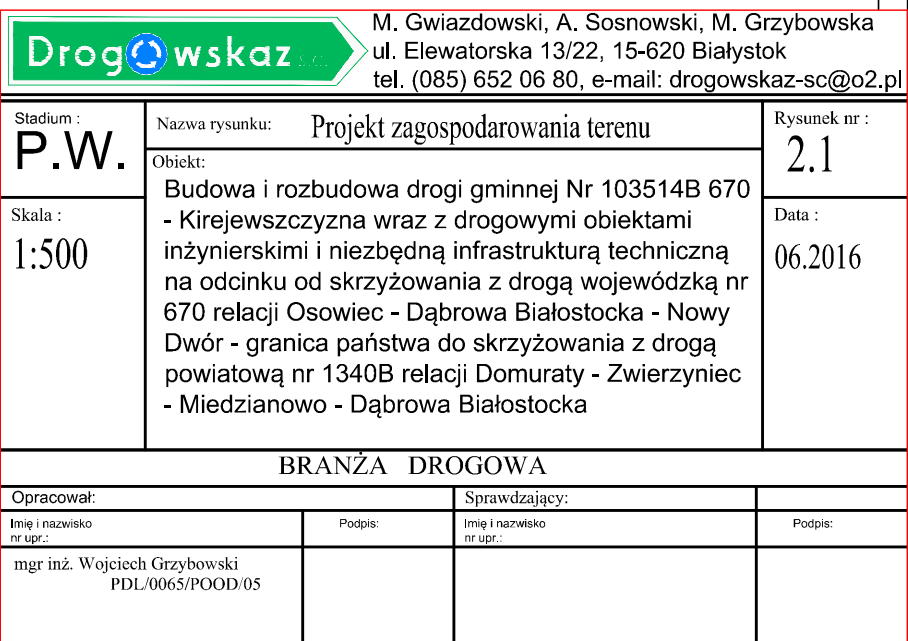 M. Gwiazdowski, A. Sosnowski, M. Grzybowska
Drogowskaz s.c.
ul. Elewatorska 13/22, 15-620 Białystok
tel. (085) 652 06 80, e-mail: drogowskaz-sc@o2.pl
Stadium :
P.W.
Nazwa rysunku: Projekt zagospodarowania terenu
Rysunek nr :
2.1
Obiekt:
Budowa i rozbudowa drogi gminnej Nr 103514B 670
- Kirejewszczyzna wraz z drogowymi obiektami
inżynierskimi i niezbędną infrastrukturą techniczną
na odcinku od skrzyżowania z drogą wojewódzką nr
670 relacji Osowiec - Dąbrowa Białostocka - Nowy
Dwór - granica państwa do skrzyżowania z drogą
powiatową nr 1340B relacji Domuraty - Zwierzyniec
- Miedzianowo - Dąbrowa Białostocka
Skala :
1:500
Data :
06.2016
BRANŻA DROGOWA
Opracował:
Sprawdzający:
Imię i nazwisko
nr upr.:
Podpis:
Imię i nazwisko
nr upr.:
Podpis:
mgr inż. Wojciech Grzybowski
PDL/0065/POOD/05